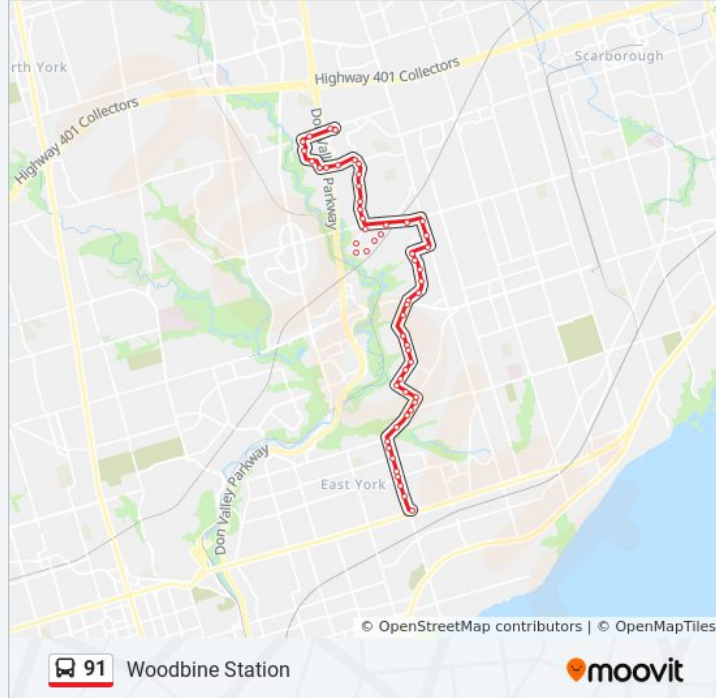 rth York
Scarborough
Highway 401 Collectors
Highway 401 Collectors
Don Valley Parkway
East York
Don Valley Parkway
© OpenStreetMap contributors | © OpenMapTiles
91 Woodbine Station
moovit